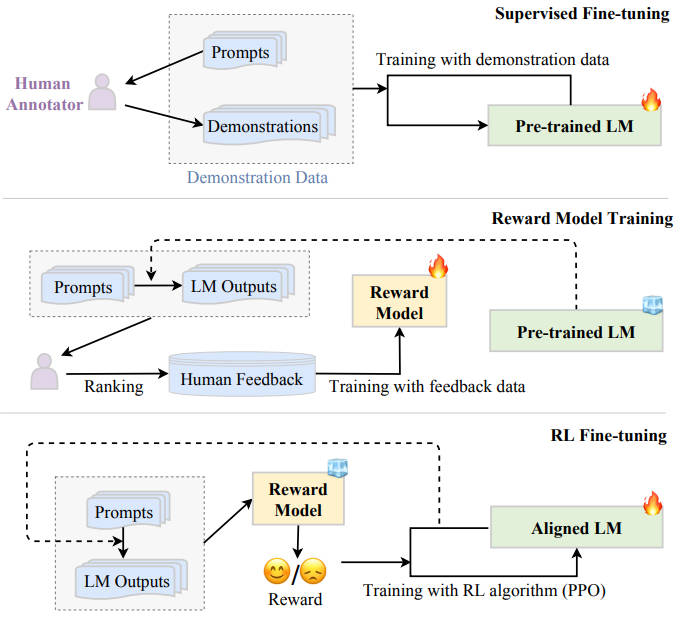 Supervised Fine-tuning
Prompts
Training with demonstration data
Human
Annotator
Demonstrations
Pre-trained LM
Demonstration Data
Reward Model Training
Prompts
LM Outputs
Reward
Model
Pre-trained LM
Ranking
Human Feedback
Training with feedback data
RL Fine-tuning
Prompts
Reward
Model
Aligned LM
LM Outputs
/
Reward
Training with RL algorithm (PPO)